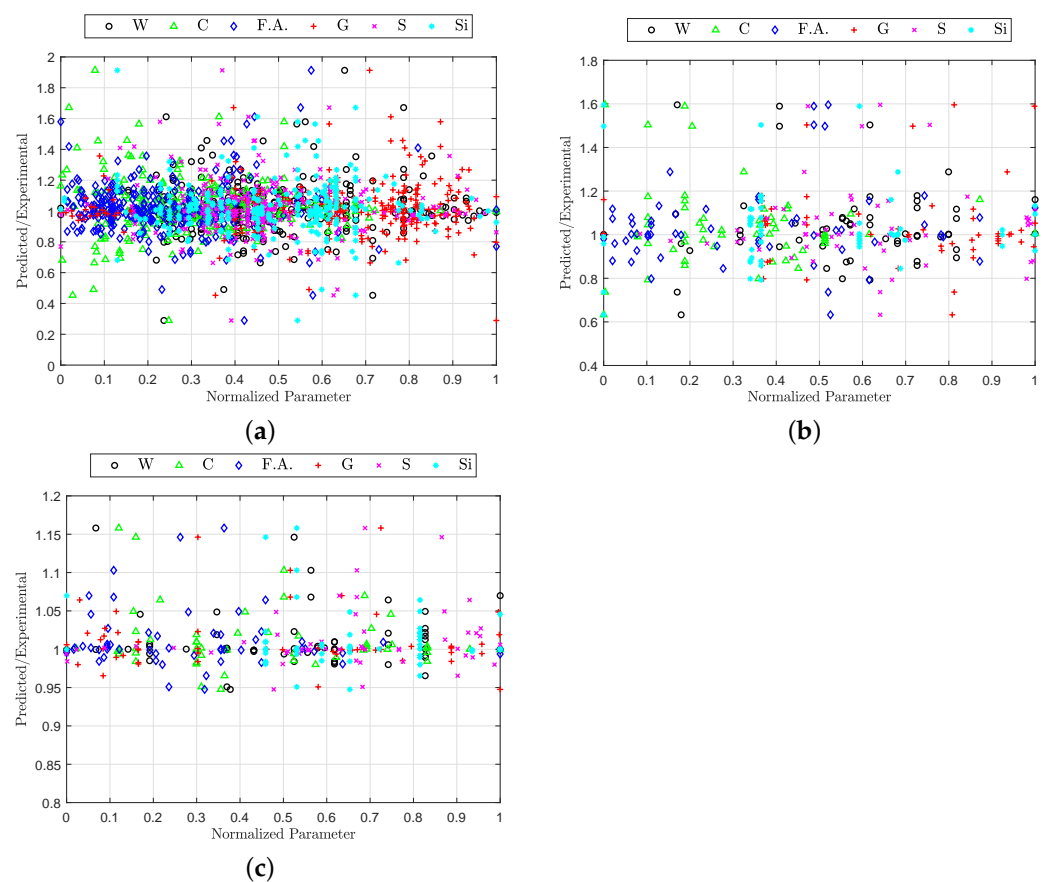 W C F.A. G S Si
2
1.8
1.6
1.4
1.2
1
0.8
0.6
0.4
0.2
0
Predicted/Experimental
0 0.1 0.2 0.3 0.4 0.5 0.6 0.7 0.8 0.9 1
Normalized Parameter
(a)
W C F.A. G S Si
1.8
1.6
1.4
1.2
1
0.8
0.6
0.4
Predicted/Experimental
0 0.1 0.2 0.3 0.4 0.5 0.6 0.7 0.8 0.9 1
Normalized Parameter
(b)
W C F.A. G S Si
1.2
1.15
1.1
1.05
1
0.95
0.9
0.85
0.8
Predicted/Experimental
0 0.1 0.2 0.3 0.4 0.5 0.6 0.7 0.8 0.9 1
Normalized Parameter
(c)